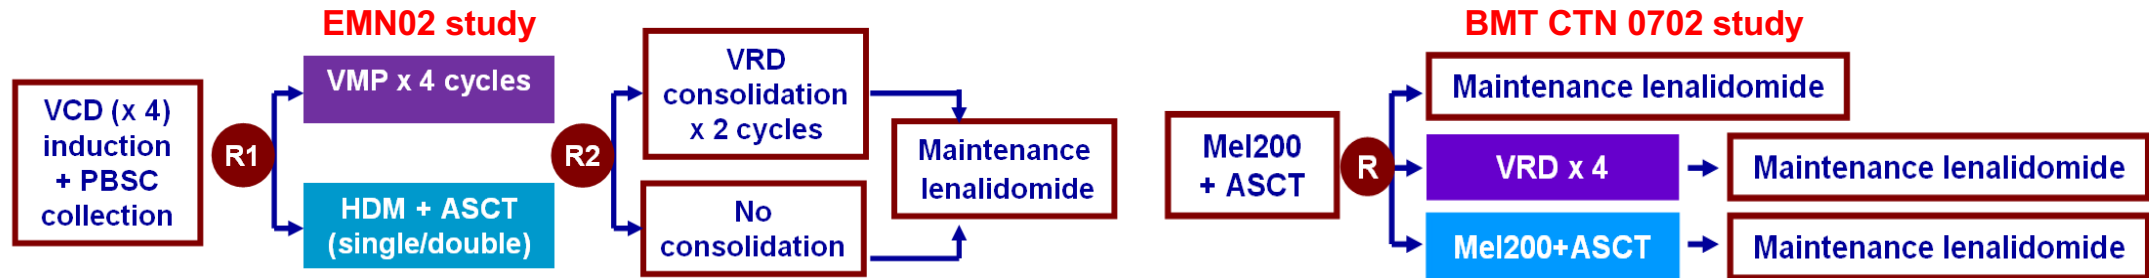 EMN02 study
VCD (x 4)
induction
+ PBSC
collection
R1
VMP x 4 cycles
HDM + ASCT
(single/double)
R2
VRD
consolidation
x 2 cycles
No
consolidation
Maintenance
lenalidomide
BMT CTN 0702 study
Mel200
+ ASCT
R
Maintenance lenalidomide
VRD x 4
Maintenance lenalidomide
Mel200+ASCT
Maintenance lenalidomide